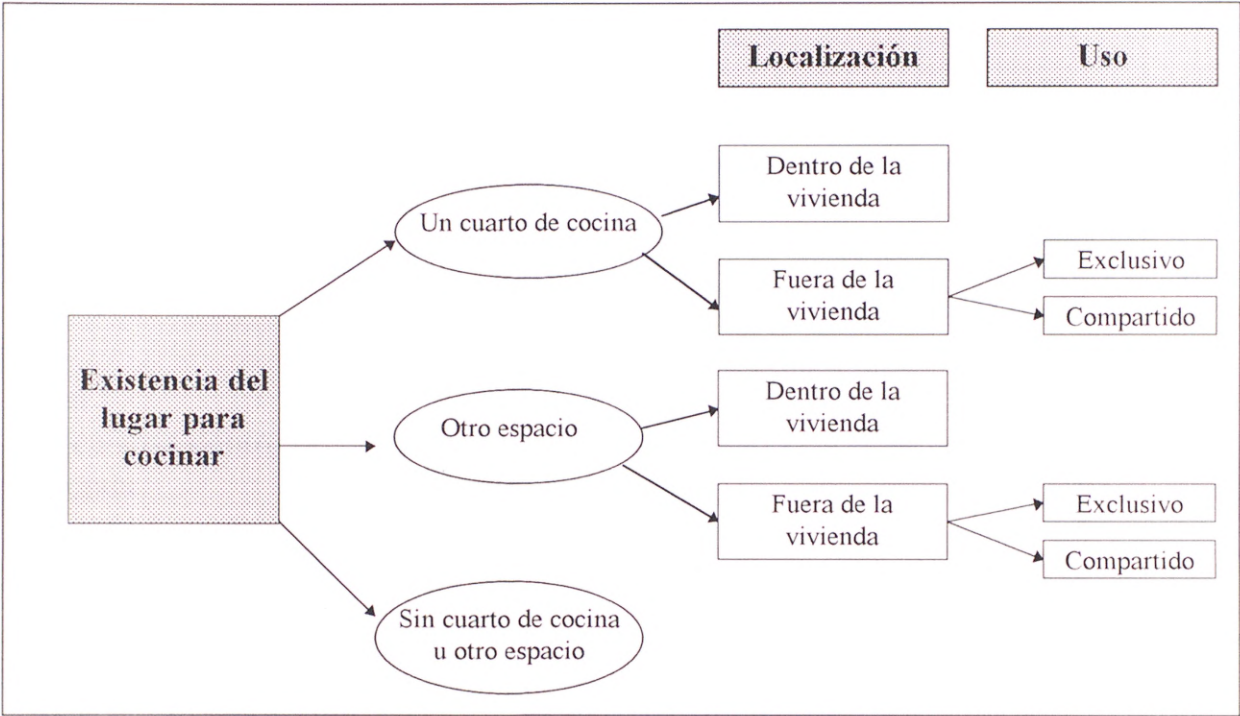 Localización
Uso
Dentro de la
vivienda
Un cuarto de cocina
Fuera de la
vivienda
Exclusivo
Compartido
Existencia del
lugar para
cocinar
Dentro de la
vivienda
Otro espacio
Fuera de la
vivienda
Exclusivo
Compartido
Sin cuarto de cocina
u otro espacio